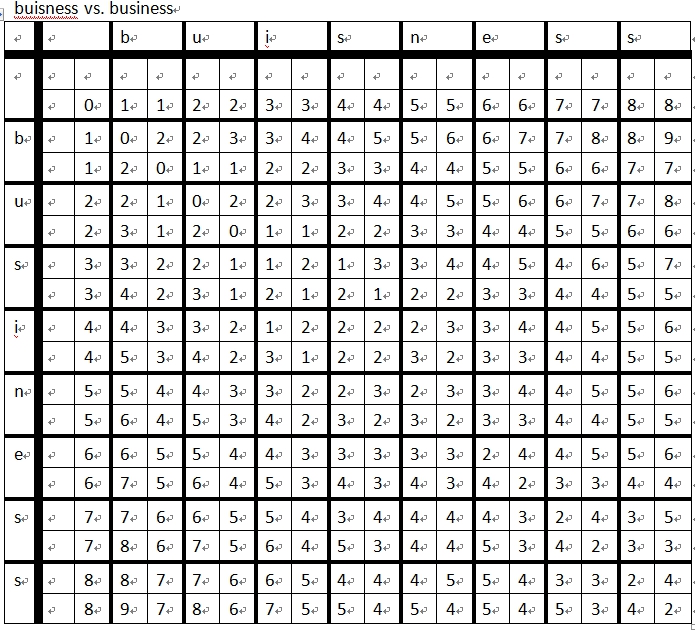 buisness vs. business
b u i s n e s s
0 1 1 2 2 3 3 4 4 5 5 6 6 7 7 8 8
b 1 0 2 2 3 3 4 4 5 5 6 6 7 7 8 8 9
1 2 0 1 1 2 2 3 3 4 4 5 5 6 6 7 7
u 2 2 1 0 2 2 3 3 4 4 5 5 6 6 7 7 8
2 3 1 2 0 1 1 2 2 3 3 4 4 5 5 6 6
s 3 3 2 2 1 1 2 1 3 3 4 4 5 4 6 5 7
3 4 2 3 1 2 1 2 1 2 2 3 3 4 4 5 5
i 4 4 3 3 2 1 2 2 2 2 3 3 4 4 5 5 6
4 5 3 4 2 3 1 2 2 3 2 3 3 4 4 5 5
n 5 5 4 4 3 3 2 2 3 2 3 3 4 4 5 5 6
5 6 4 5 3 4 2 3 2 3 2 3 3 4 4 5 5
e 6 6 5 5 4 4 3 3 3 3 3 2 4 4 5 5 6
6 7 5 6 4 5 3 4 3 4 3 4 2 3 3 4 4
s 7 7 6 6 5 5 4 3 4 4 4 4 3 2 4 3 5
7 8 6 7 5 6 4 5 3 4 4 5 3 4 2 3 3
s 8 8 7 7 6 6 5 4 4 4 5 5 4 3 3 2 4
8 9 7 8 6 7 5 5 4 5 4 5 4 5 3 4 2